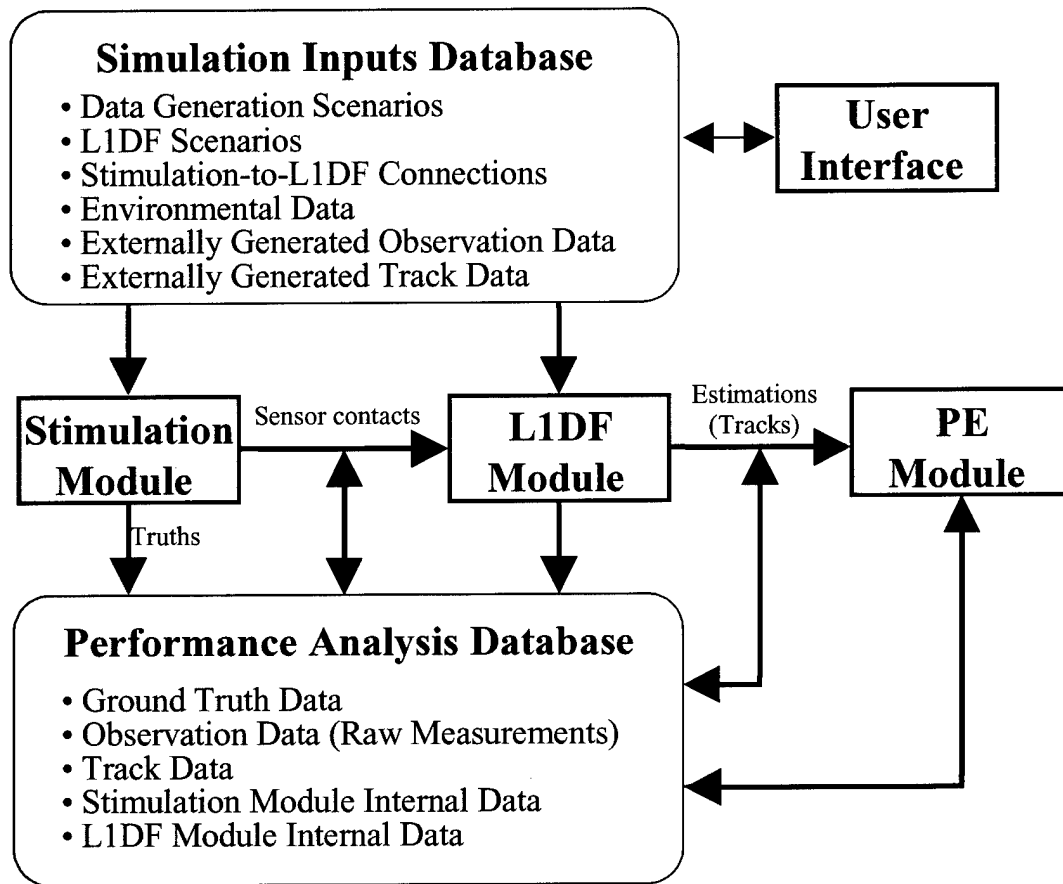 Simulation Inputs Database
• Data Generation Scenarios
• L1DF Scenarios
• Stimulation-to-L1DF Connections
• Environmental Data
• Externally Generated Observation Data
• Externally Generated Track Data
User
Interface
Stimulation
Module
Sensor contacts
L1DF
Module
Estimations
(Tracks)
PE
Module
Truths
Performance Analysis Database
• Ground Truth Data
• Observation Data (Raw Measurements)
• Track Data
• Stimulation Module Internal Data
• L1DF Module Internal Data